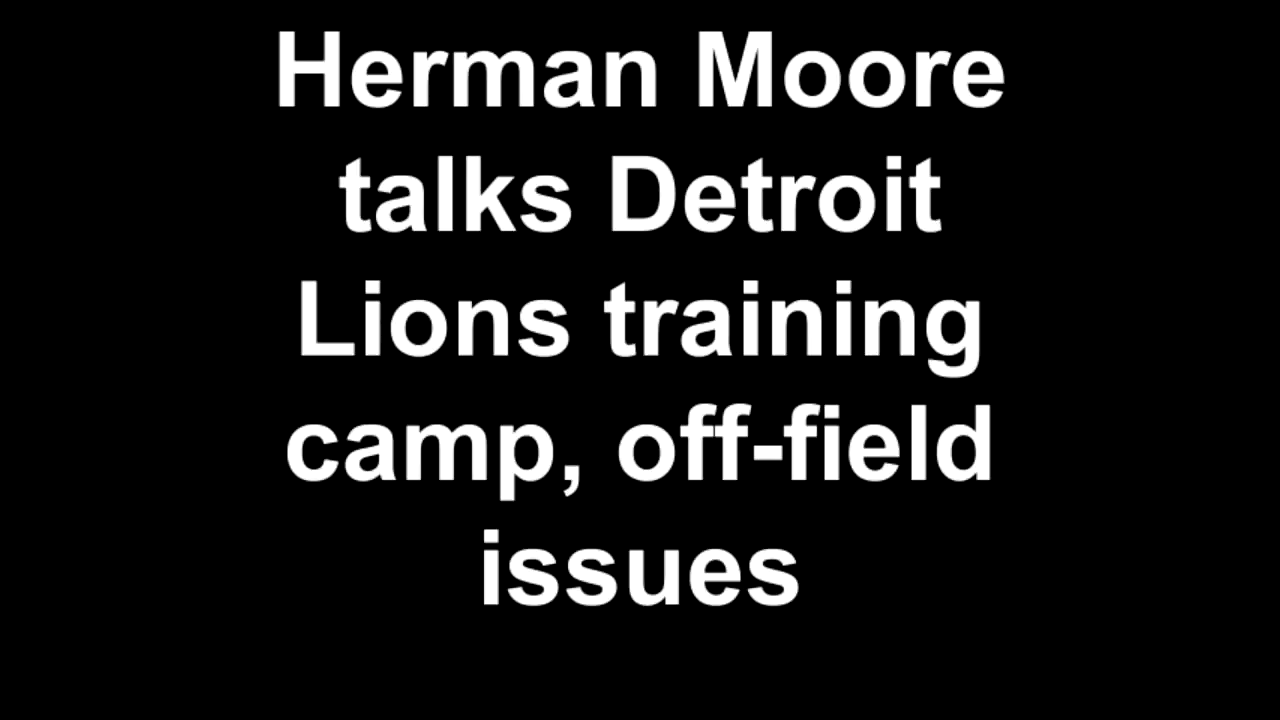 Herman Moore
talks Detroit
Lions training
camp, off-field
issues